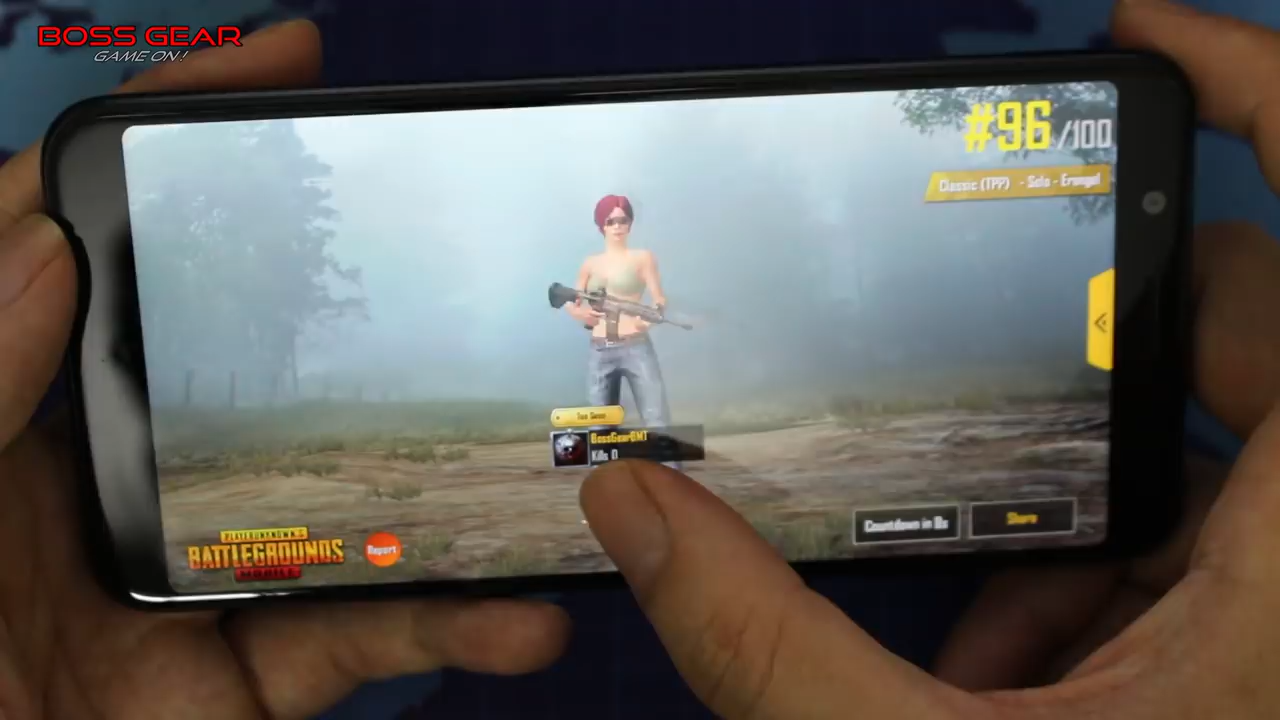 BOSS GEAR
GAME ON!
#96/100
Classic (TPP) - Solo - Erangel
BossGearBMT
Kills 0
PLAYERUNKNOWN'S
BATTLEGROUNDS
MOBILE
Report
Countdown in 8s
Share